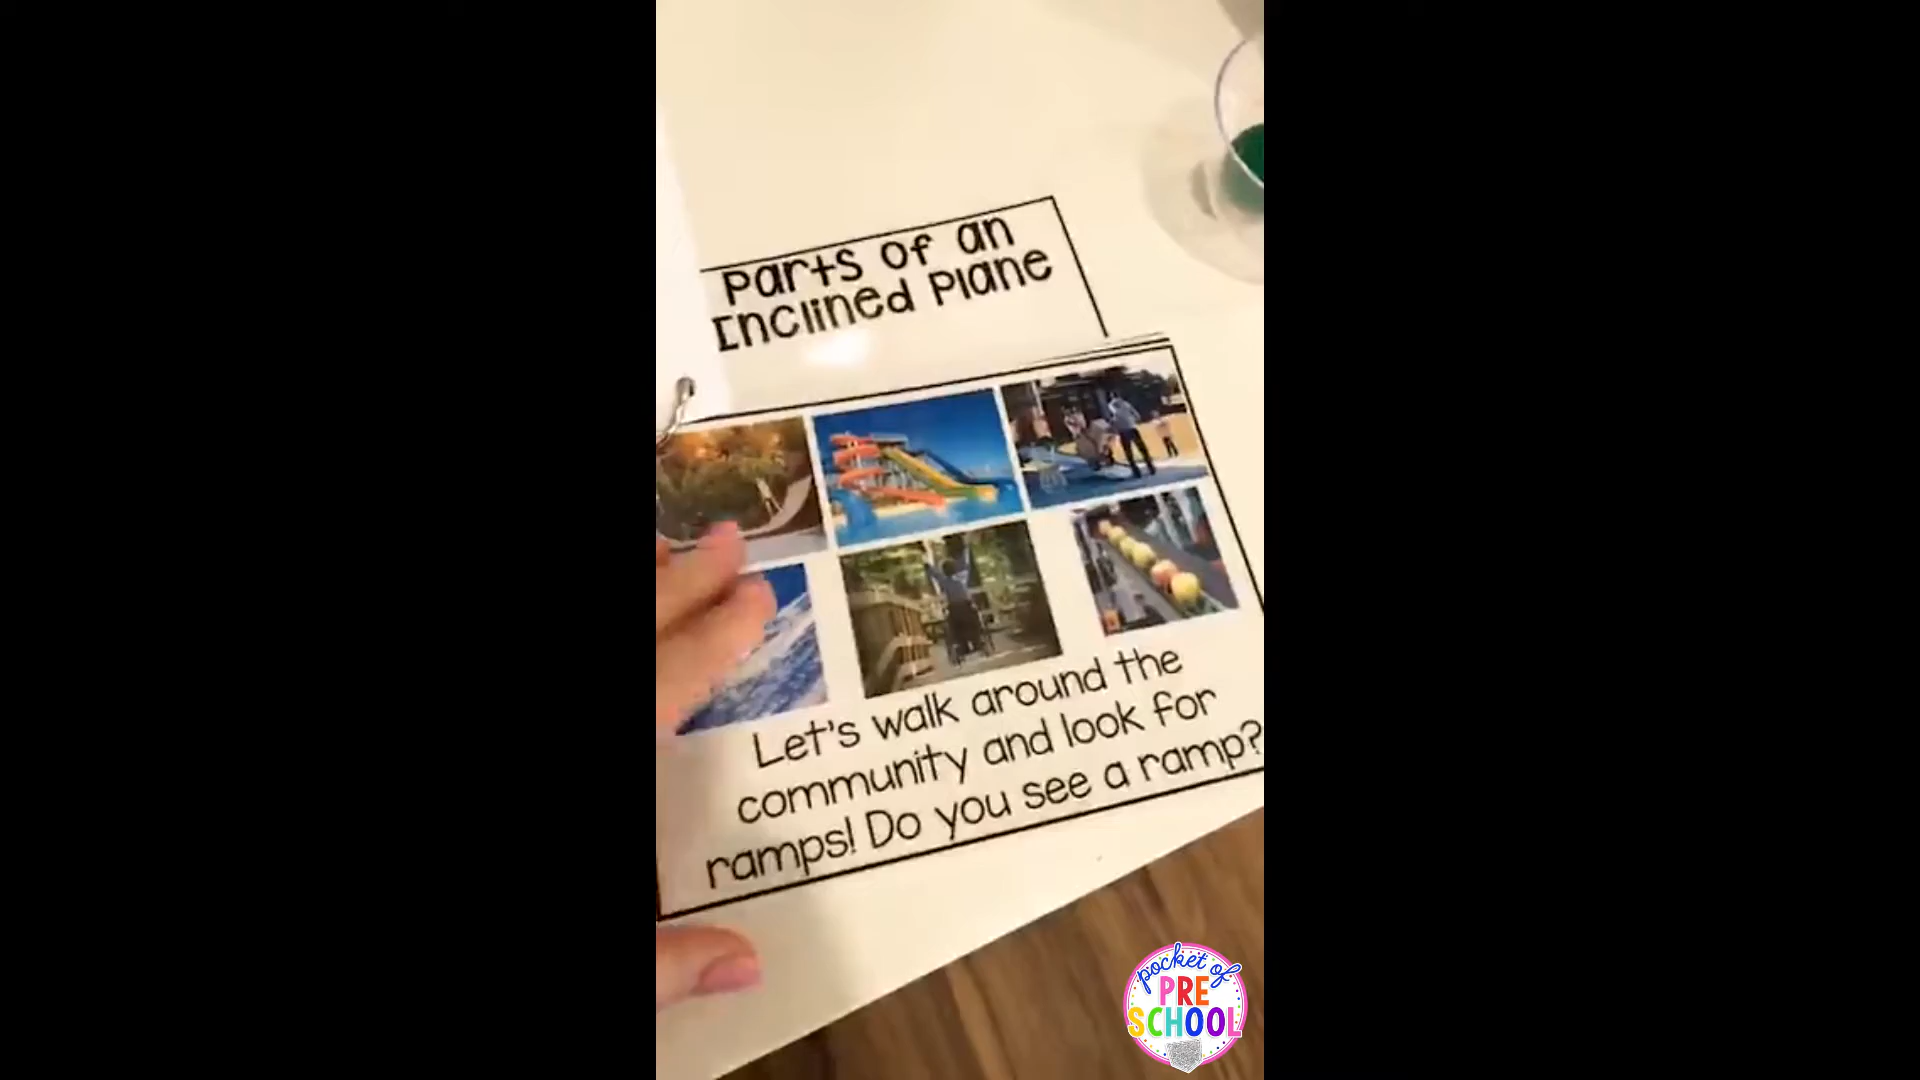 Parts of an
Inclined Plane
Let's walk around the
community and look for
ramps! Do you see a ramp?
pocket of
PRE
SCHOOL